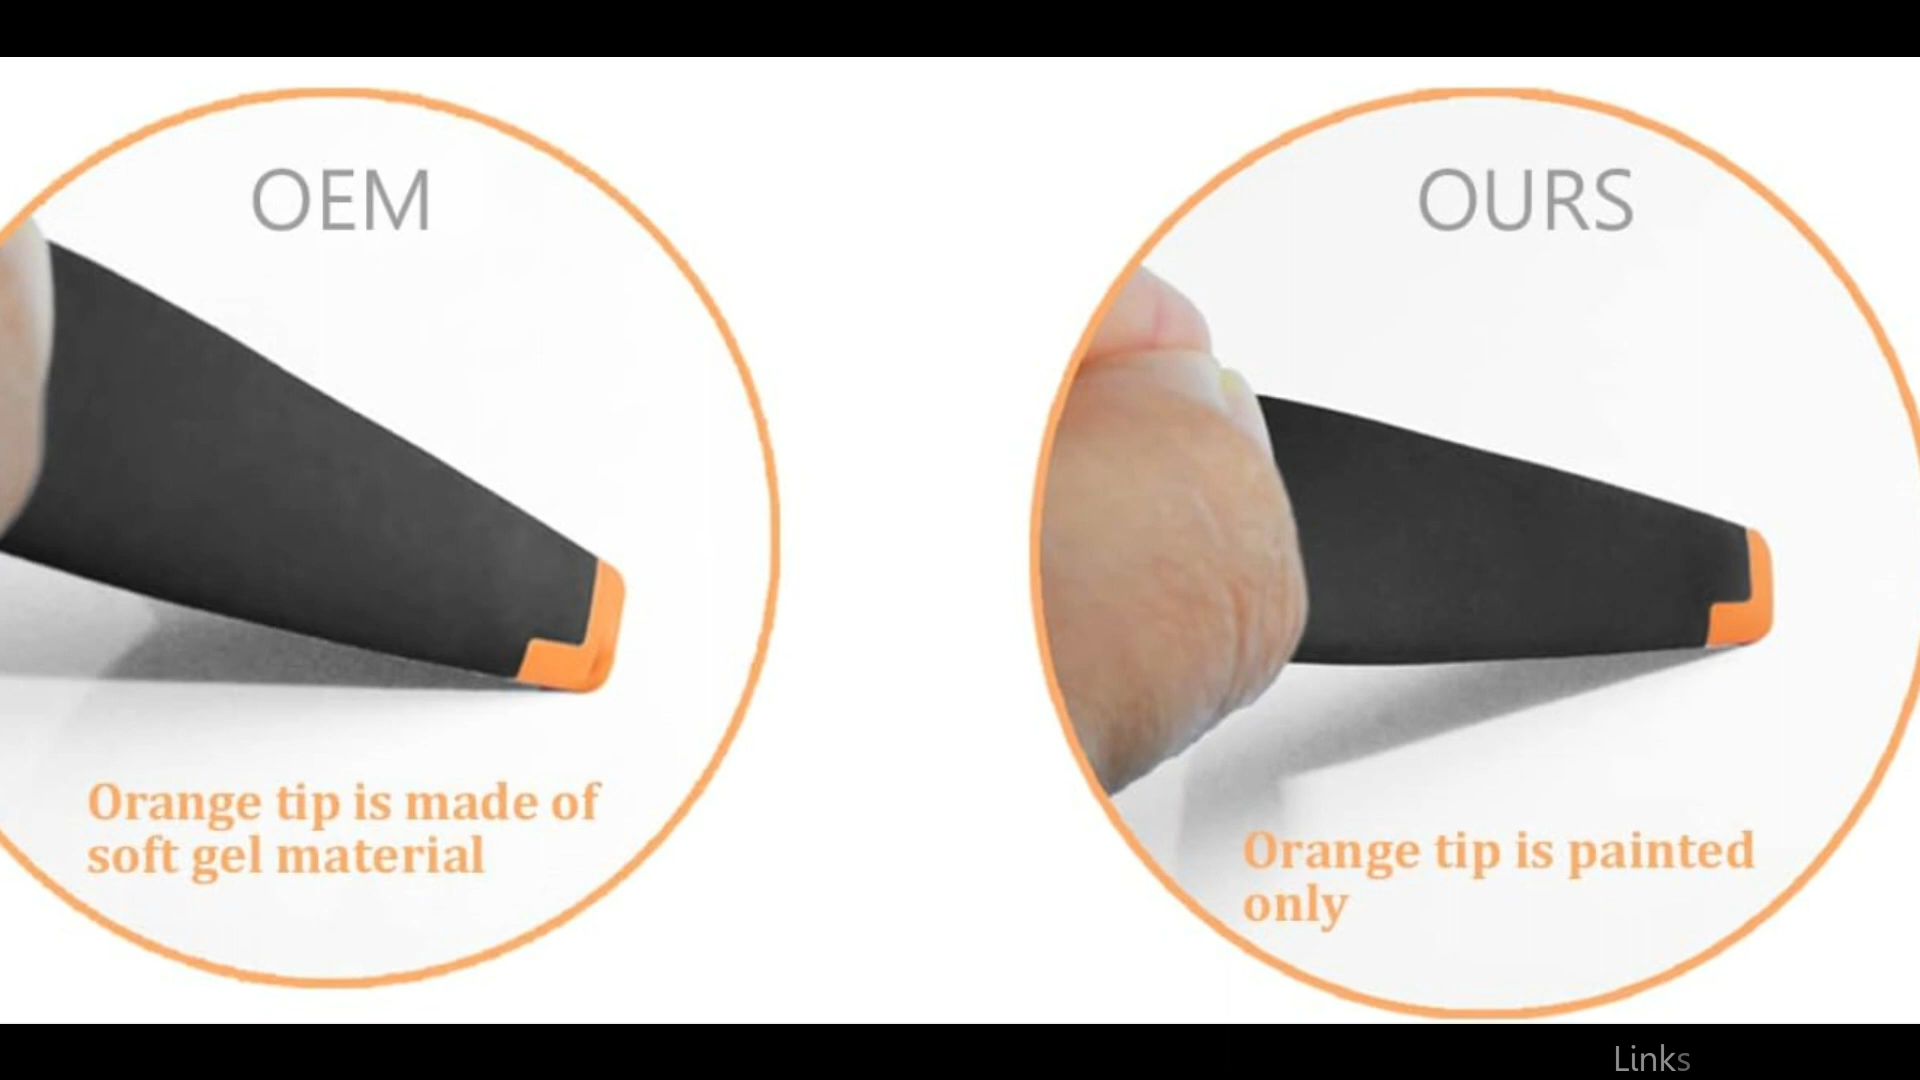 OEM
OURS
Orange tip is made of
soft gel material
Orange tip is painted
only
Links